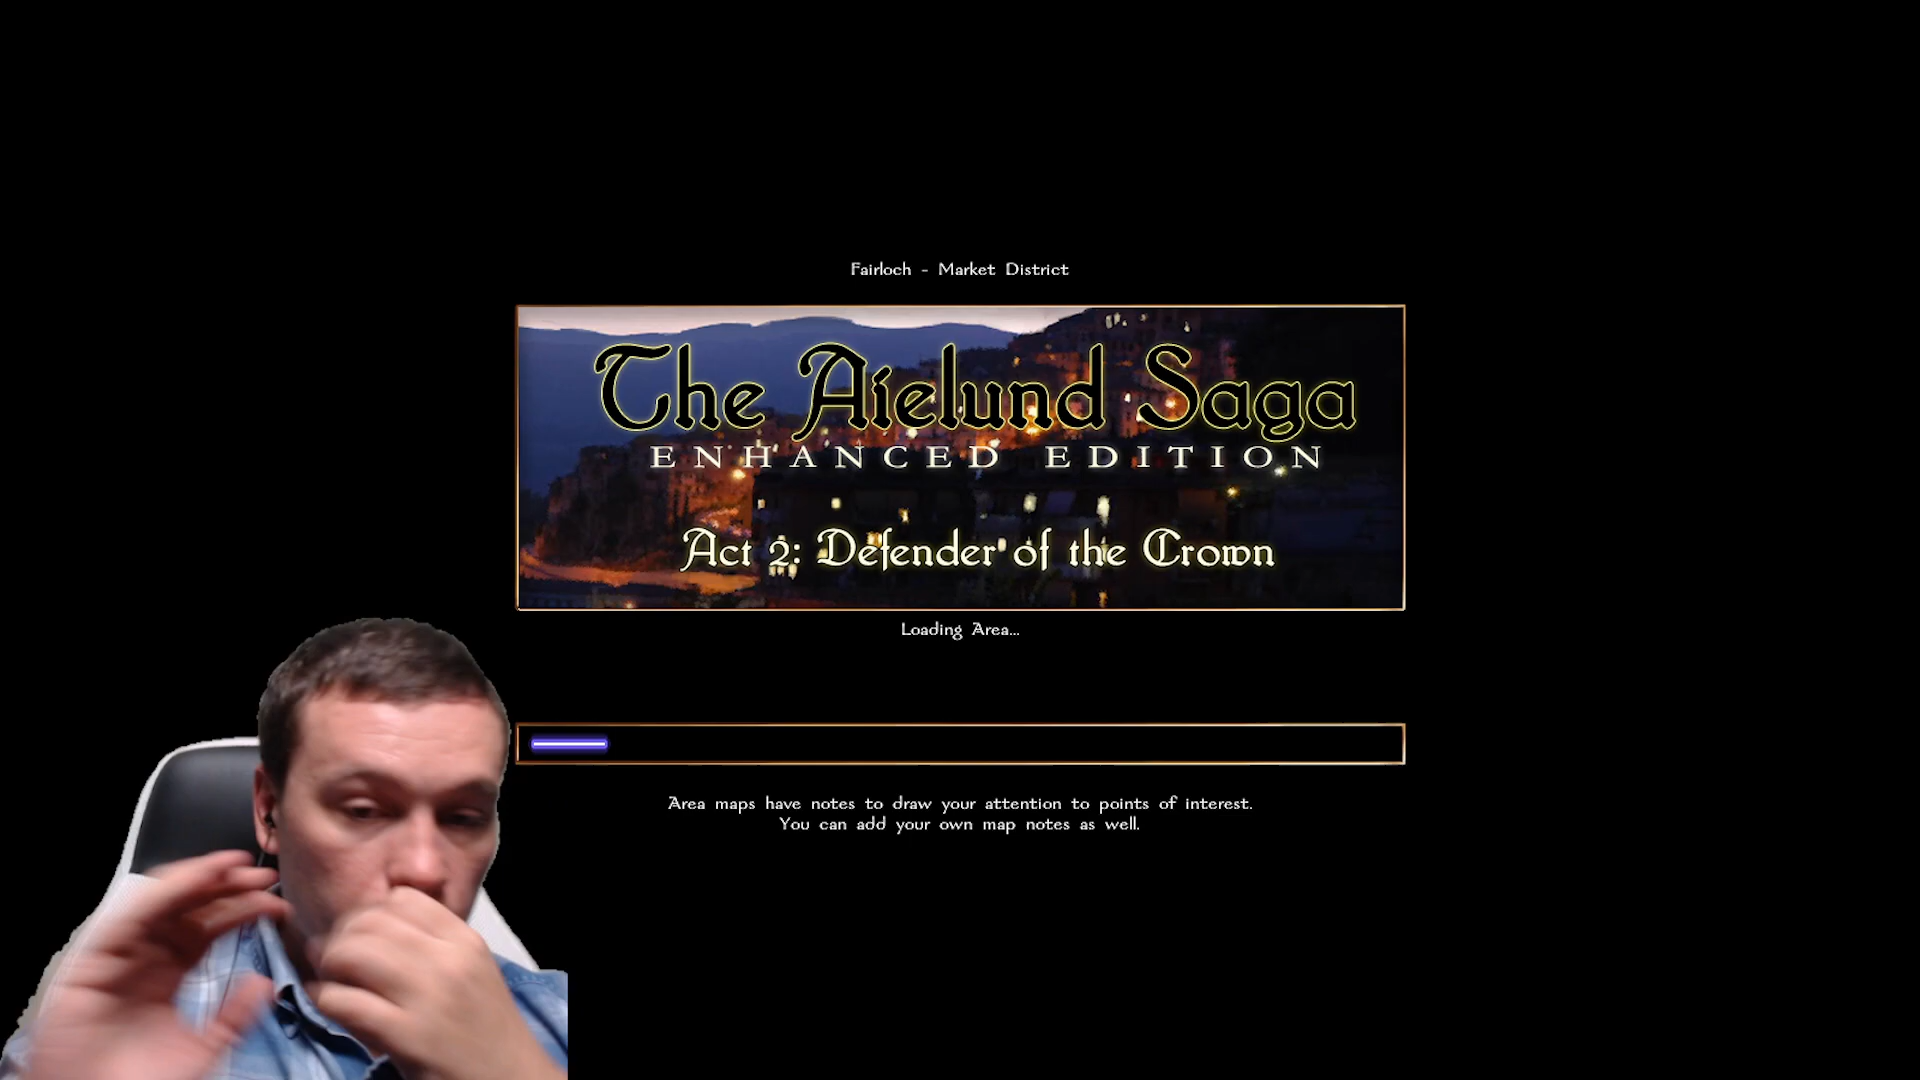 Fairloch - Market District
The Aielund Saga
ENHANCED EDITION
Act 2: Defender of the Crown
Loading Area...
Area maps have notes to draw your attention to points of interest.
You can add your own map notes as well.